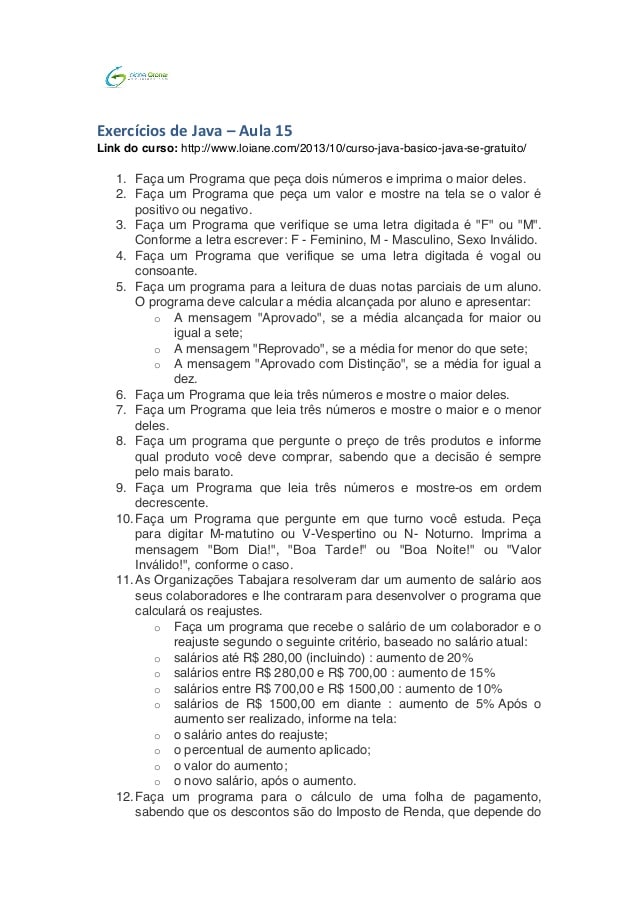 Exercícios de Java – Aula 15
Link do curso: http://www.loiane.com/2013/10/curso-java-basico-java-se-gratuito/
1. Faça um Programa que peça dois números e imprima o maior deles.
2. Faça um Programa que peça um valor e mostre na tela se o valor é
positivo ou negativo.
3. Faça um Programa que verifique se uma letra digitada é "F" ou "M".
Conforme a letra escrever: F - Feminino, M - Masculino, Sexo Inválido.
4. Faça um Programa que verifique se uma letra digitada é vogal ou
consoante.
5. Faça um programa para a leitura de duas notas parciais de um aluno.
O programa deve calcular a média alcançada por aluno e apresentar:
o A mensagem "Aprovado", se a média alcançada for maior ou
igual a sete;
o A mensagem "Reprovado", se a média for menor do que sete;
o A mensagem "Aprovado com Distinção", se a média for igual a
dez.
6. Faça um Programa que leia três números e mostre o maior deles.
7. Faça um Programa que leia três números e mostre o maior e o menor
deles.
8. Faça um programa que pergunte o preço de três produtos e informe
qual produto você deve comprar, sabendo que a decisão é sempre
pelo mais barato.
9. Faça um Programa que leia três números e mostre-os em ordem
decrescente.
10. Faça um Programa que pergunte em que turno você estuda. Peça
para digitar M-matutino ou V-Vespertino ou N- Noturno. Imprima a
mensagem "Bom Dia!", "Boa Tarde!" ou "Boa Noite!" ou "Valor
Inválido!", conforme o caso.
11. As Organizações Tabajara resolveram dar um aumento de salário aos
seus colaboradores e lhe contraram para desenvolver o programa que
calculará os reajustes.
o Faça um programa que recebe o salário de um colaborador e o
reajuste segundo o seguinte critério, baseado no salário atual:
o salários até R$ 280,00 (incluindo) : aumento de 20%
o salários entre R$ 280,00 e R$ 700,00 : aumento de 15%
o salários entre R$ 700,00 e R$ 1500,00 : aumento de 10%
o salários de R$ 1500,00 em diante : aumento de 5% Após o
aumento ser realizado, informe na tela:
o o salário antes do reajuste;
o o percentual de aumento aplicado;
o o valor do aumento;
o o novo salário, após o aumento.
12. Faça um programa para o cálculo de uma folha de pagamento,
sabendo que os descontos são do Imposto de Renda, que depende do